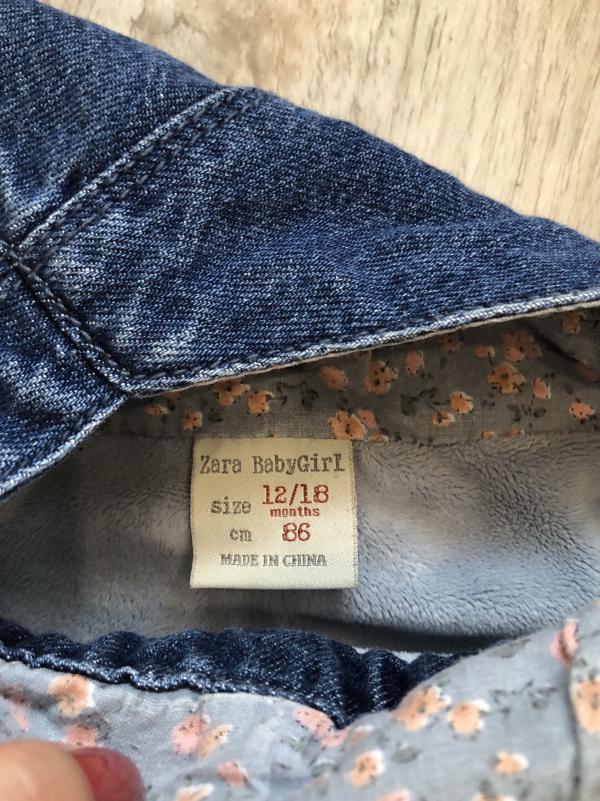 Zara BabyGirl
size 12/18
months
cm 86
MADE IN CHINA